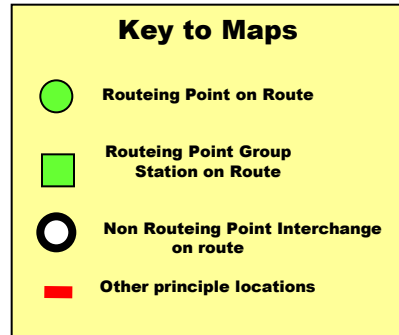 Key to Maps
Routeing Point on Route
Routeing Point Group
Station on Route
Non Routeing Point Interchange
on route
Other principle locations